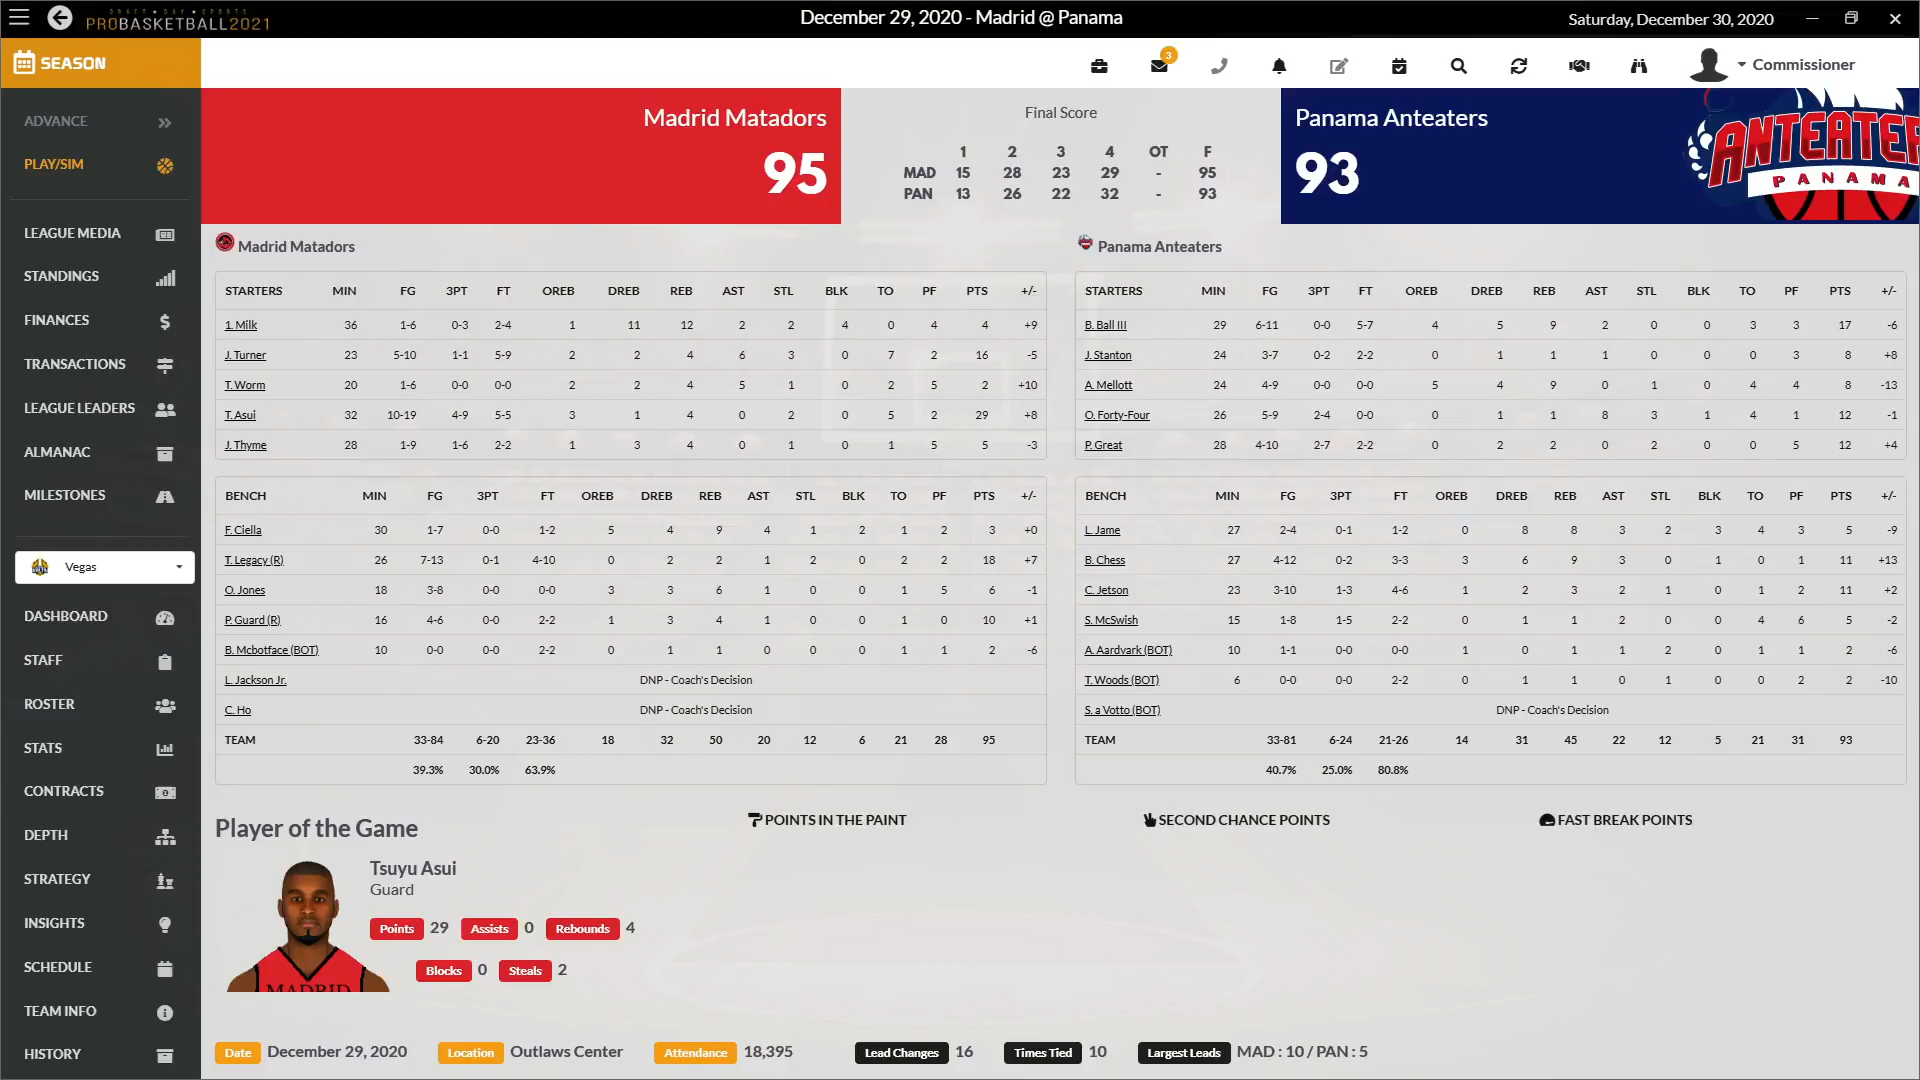 DRAFT · DAY · SPORTS
PROBASKETBALL2021
December 29, 2020 - Madrid @ Panama
Saturday, December 30, 2020
SEASON
3
Commissioner
ADVANCE
PLAY/SIM
LEAGUE MEDIA
STANDINGS
FINANCES
TRANSACTIONS
LEAGUE LEADERS
ALMANAC
MILESTONES
Vegas
DASHBOARD
STAFF
ROSTER
STATS
CONTRACTS
DEPTH
STRATEGY
INSIGHTS
SCHEDULE
TEAM INFO
HISTORY
Madrid Matadors
95
Final Score
1 2 3 4 OT F
MAD 15 28 23 29 - 95
PAN 13 26 22 32 - 93
Panama Anteaters
93
ANTEATER
PANAMA
Madrid Matadors
STARTERS MIN FG 3PT FT OREB DREB REB AST STL BLK TO PF PTS +/-
1. Milk 36 1-6 0-3 2-4 1 11 12 2 2 4 0 4 4 +9
J. Turner 23 5-10 1-1 5-9 2 2 4 6 3 0 7 2 16 -5
T. Worm 20 1-6 0-0 0-0 2 2 4 5 1 0 2 5 2 +10
T. Asui 32 10-19 4-9 5-5 3 1 4 0 2 0 5 2 29 +8
J. Thyme 28 1-9 1-6 2-2 1 3 4 0 1 0 1 5 5 -3
BENCH MIN FG 3PT FT OREB DREB REB AST STL BLK TO PF PTS +/-
F. Ciella 30 1-7 0-0 1-2 5 4 9 4 1 2 1 2 3 +0
T. Legacy (R) 26 7-13 0-1 4-10 0 2 2 1 2 0 2 2 18 +7
O. Jones 18 3-8 0-0 0-0 3 3 6 1 0 0 1 5 6 -1
P. Guard (R) 16 4-6 0-0 2-2 1 3 4 1 0 0 1 0 10 +1
B. Mcbotface (BOT) 10 0-0 0-0 2-2 0 1 1 0 0 0 1 1 2 -6
L. Jackson Jr. DNP - Coach's Decision
C. Ho DNP - Coach's Decision
TEAM 33-84 6-20 23-36 18 32 50 20 12 6 21 28 95
39.3% 30.0% 63.9%
Panama Anteaters
STARTERS MIN FG 3PT FT OREB DREB REB AST STL BLK TO PF PTS +/-
B. Ball III 29 6-11 0-0 5-7 4 5 9 2 0 0 3 3 17 -6
J. Stanton 24 3-7 0-2 2-2 0 1 1 1 0 0 0 3 8 +8
A. Mellott 24 4-9 0-0 0-0 5 4 9 0 1 0 4 4 8 -13
O. Forty-Four 26 5-9 2-4 0-0 0 1 1 8 3 1 4 1 12 -1
P. Great 28 4-10 2-7 2-2 0 2 2 0 2 0 0 5 12 +4
BENCH MIN FG 3PT FT OREB DREB REB AST STL BLK TO PF PTS +/-
L. Jame 27 2-4 0-1 1-2 0 8 8 3 2 3 4 3 5 -9
B. Chess 27 4-12 0-2 3-3 3 6 9 3 0 1 0 1 11 +13
C. Jetson 23 3-10 1-3 4-6 1 2 3 2 1 0 1 2 11 +2
S. McSwish 15 1-8 1-5 2-2 0 1 1 2 0 0 4 6 5 -2
A. Aardvark (BOT) 10 1-1 0-0 0-0 1 0 1 1 2 0 1 1 2 -6
T. Woods (BOT) 6 0-0 0-0 2-2 0 1 1 0 1 0 0 2 2 -10
S. a Votto (BOT) DNP - Coach's Decision
TEAM 33-81 6-24 21-26 14 31 45 22 12 5 21 31 93
40.7% 25.0% 80.8%
Player of the Game
POINTS IN THE PAINT
SECOND CHANCE POINTS
FAST BREAK POINTS
Tsuyu Asui
Guard
Points 29 Assists 0 Rebounds 4
Blocks 0 Steals 2
MADRID
Date December 29, 2020 Location Outlaws Center Attendance 18,395 Lead Changes 16 Times Tied 10 Largest Leads MAD : 10 / PAN : 5